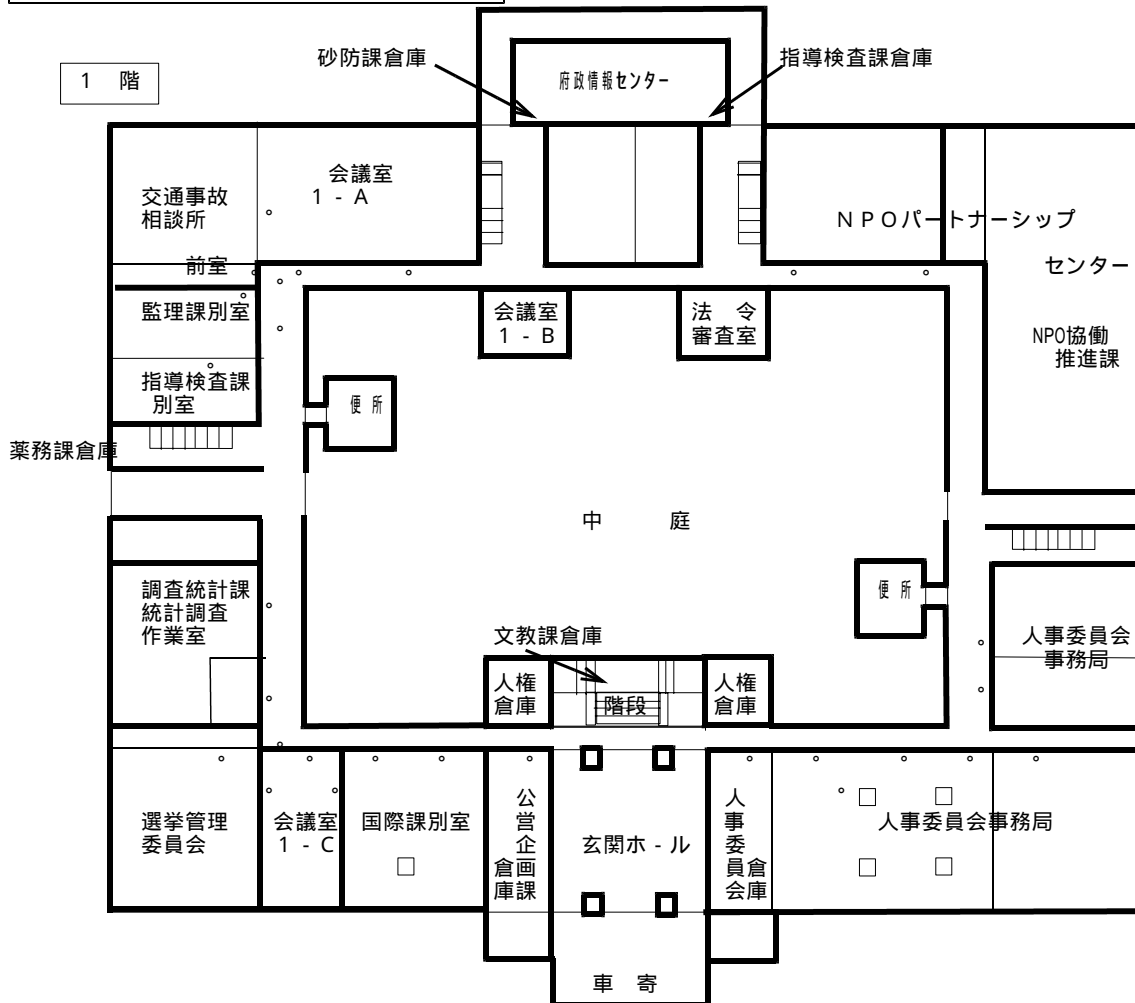 砂防課倉庫
指導検査課倉庫
府政情報センター
1 階
会議室
1 - A
交通事故
相談所
NPOパートナーシップ
センター
前室
監理課別室
会議室
1 - B
法 令
審査室
NPO協働
推進課
指導検査課
別室
便 所
薬務課倉庫
中 庭
調査統計課
統計調査
作業室
便 所
文教課倉庫
人事委員会
事務局
人権
倉庫
階段
人権
倉庫
選挙管理
委員会
会議室
1 - C
国際課別室
公営企画課
倉庫
玄関ホ - ル
人事委員会
倉庫
人事委員会事務局
車 寄